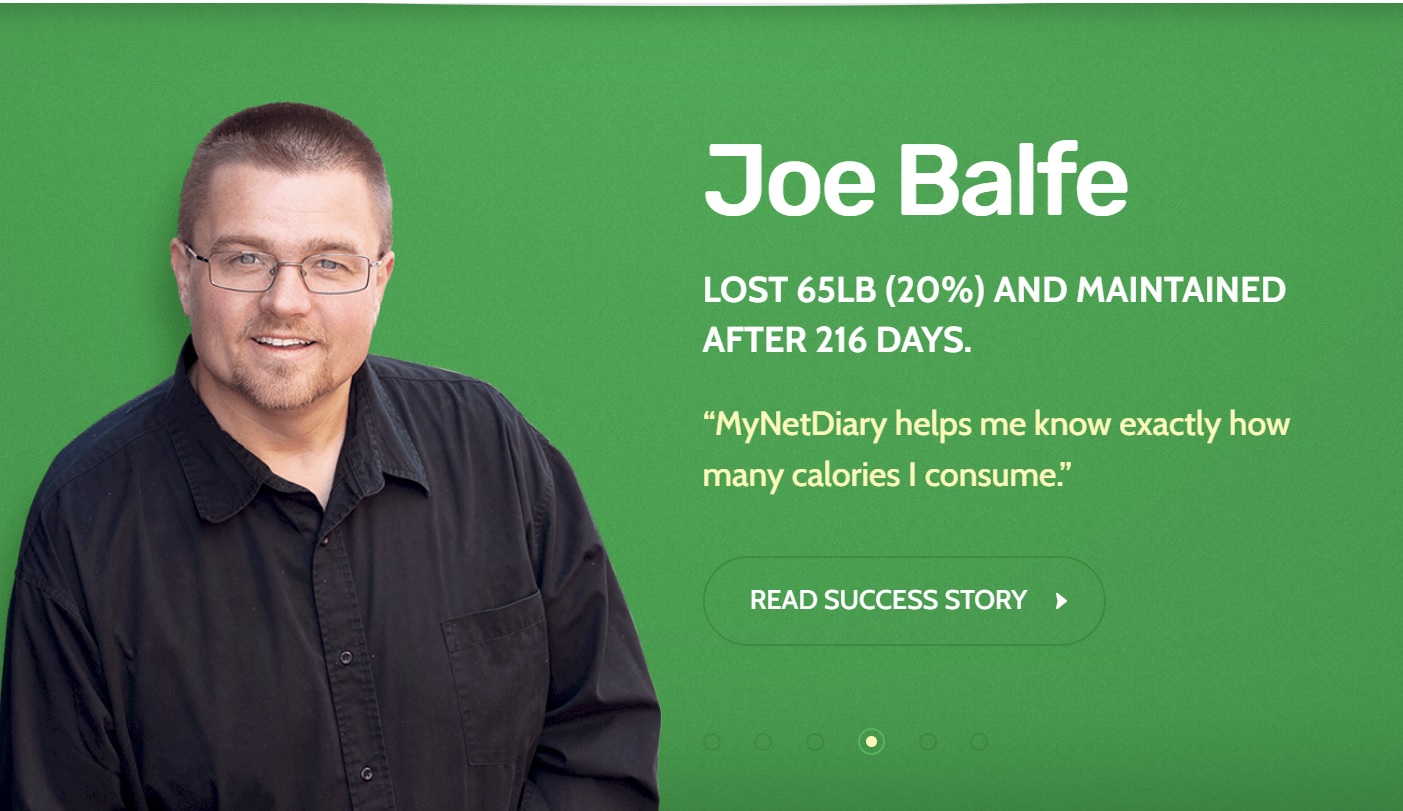 Joe Balfe
LOST 65LB (20%) AND MAINTAINED
AFTER 216 DAYS.
“MyNetDiary helps me know exactly how
many calories I consume.”
READ SUCCESS STORY